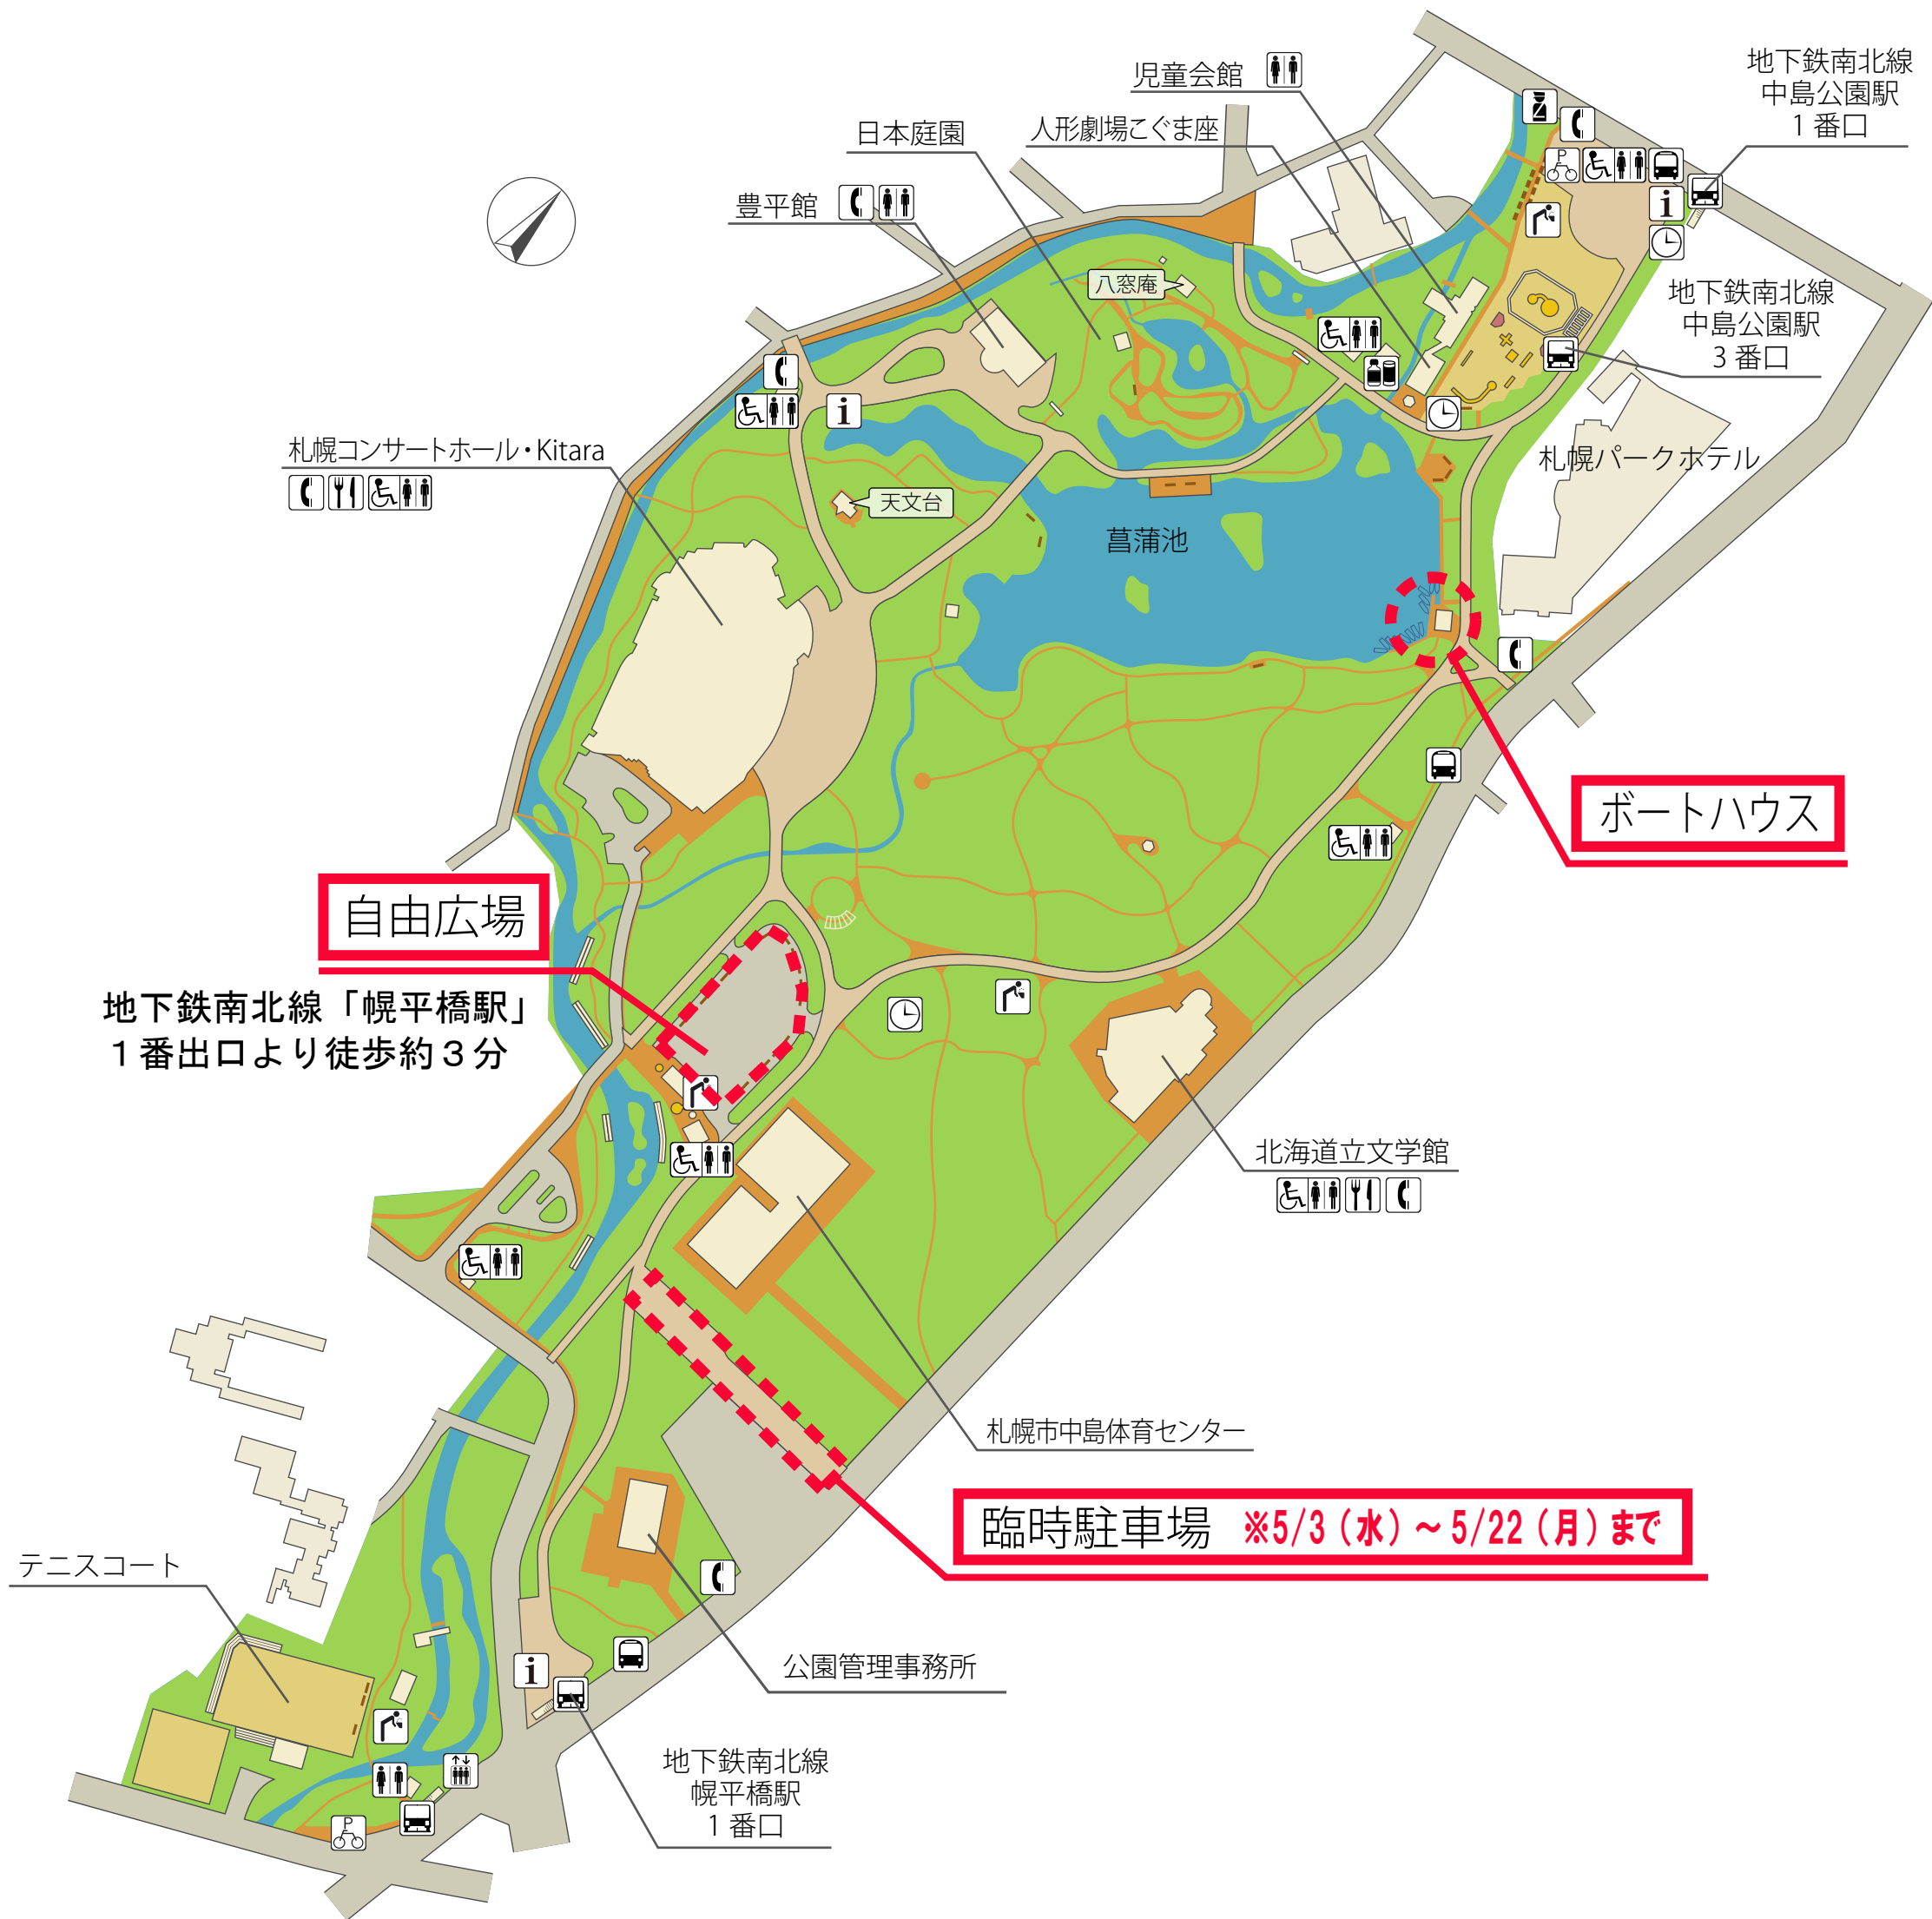 地下鉄南北線
中島公園駅
1番口
児童会館
人形劇場こぐま座
日本庭園
豊平館
八窓庵
地下鉄南北線
中島公園駅
3番口
札幌コンサートホール・Kitara
札幌パークホテル
天文台
菖蒲池
ボートハウス
自由広場
地下鉄南北線「幌平橋駅」
1番出口より徒歩約3分
北海道立文学館
札幌市中島体育センター
臨時駐車場 ※5/3(水)~5/22(月)まで
テニスコート
公園管理事務所
地下鉄南北線
幌平橋駅
1番口
i
i
i
P
P